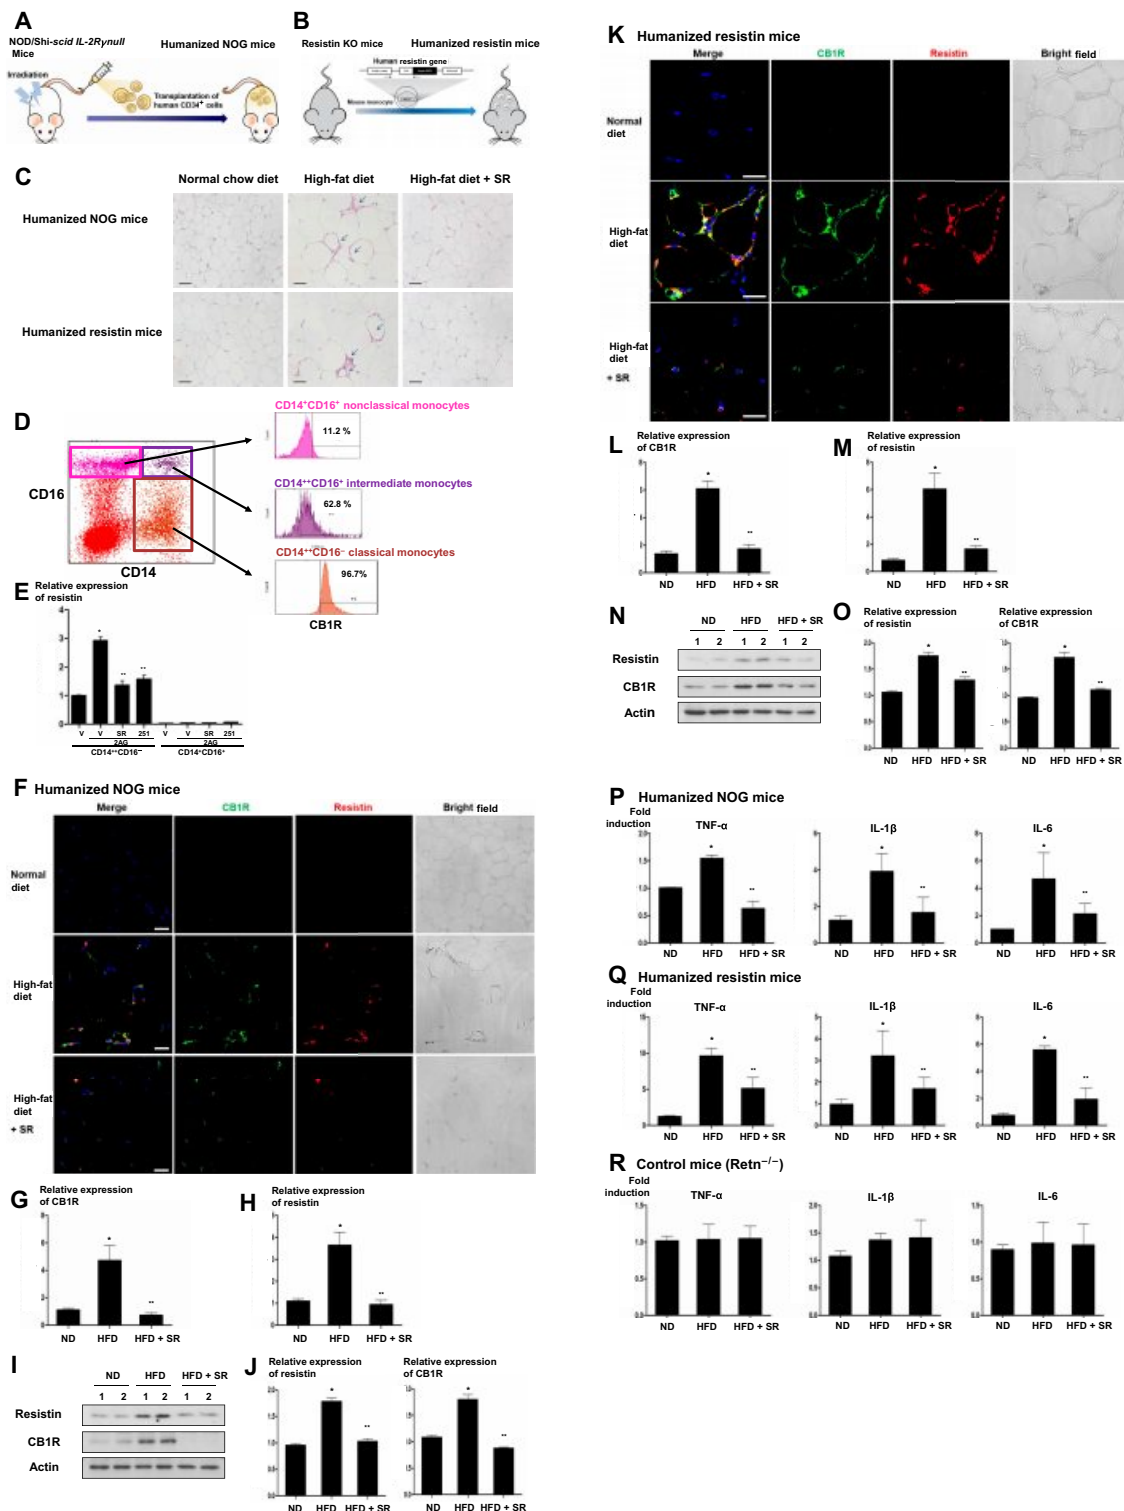 A
NOD/Shi-scid IL-2Rγnull
Mice
Humanized NOG mice
Irradiation
Transplantation of
human CD34+ cells
B
Resistin KO mice
Humanized resistin mice
Human resistin gene
Mouse monocyte
C
Normal chow diet
High-fat diet
High-fat diet + SR
Humanized NOG mice
Humanized resistin mice
D
CD16
CD14
CD14+CD16+ nonclassical monocytes
11.2 %
CD14++CD16+ intermediate monocytes
62.8 %
CD14++CD16− classical monocytes
96.7%
CB1R
E
Relative expression
of resistin
4
3
2
1
0
* ** **
V V SR 251 V V SR 251
2AG 2AG
CD14++CD16− CD14+CD16+
F Humanized NOG mice
Merge CB1R Resistin Bright field
Normal
diet
High-fat
diet
High-fat
diet
+ SR
G
Relative expression
of CB1R
* **
ND HFD HFD + SR
H
Relative expression
of resistin
* **
ND HFD HFD + SR
I
ND HFD HFD + SR
1 2 1 2 1 2
Resistin
CB1R
Actin
J
Relative expression
of resistin
* **
ND HFD HFD + SR
Relative expression
of CB1R
* **
ND HFD HFD + SR
K Humanized resistin mice
Merge CB1R Resistin Bright field
Normal
diet
High-fat
diet
High-fat
diet
+ SR
L
Relative expression
of CB1R
* **
ND HFD HFD + SR
M
Relative expression
of resistin
* **
ND HFD HFD + SR
N
ND HFD HFD + SR
1 2 1 2 1 2
Resistin
CB1R
Actin
O
Relative expression
of resistin
* **
ND HFD HFD + SR
Relative expression
of CB1R
* **
ND HFD HFD + SR
P Humanized NOG mice
Fold
induction
TNF-α IL-1β IL-6
* ** * ** * **
ND HFD HFD + SR ND HFD HFD + SR ND HFD HFD + SR
Q Humanized resistin mice
Fold
induction
TNF-α IL-1β IL-6
* ** * ** * **
ND HFD HFD + SR ND HFD HFD + SR ND HFD HFD + SR
R Control mice (Retn−/−)
Fold
induction
TNF-α IL-1β IL-6
ND HFD HFD + SR ND HFD HFD + SR ND HFD HFD + SR